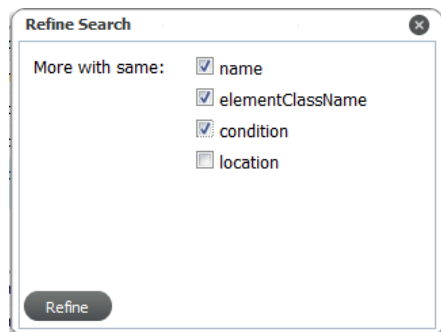 Refine Search
More with same: name
elementClassName
condition
location
Refine